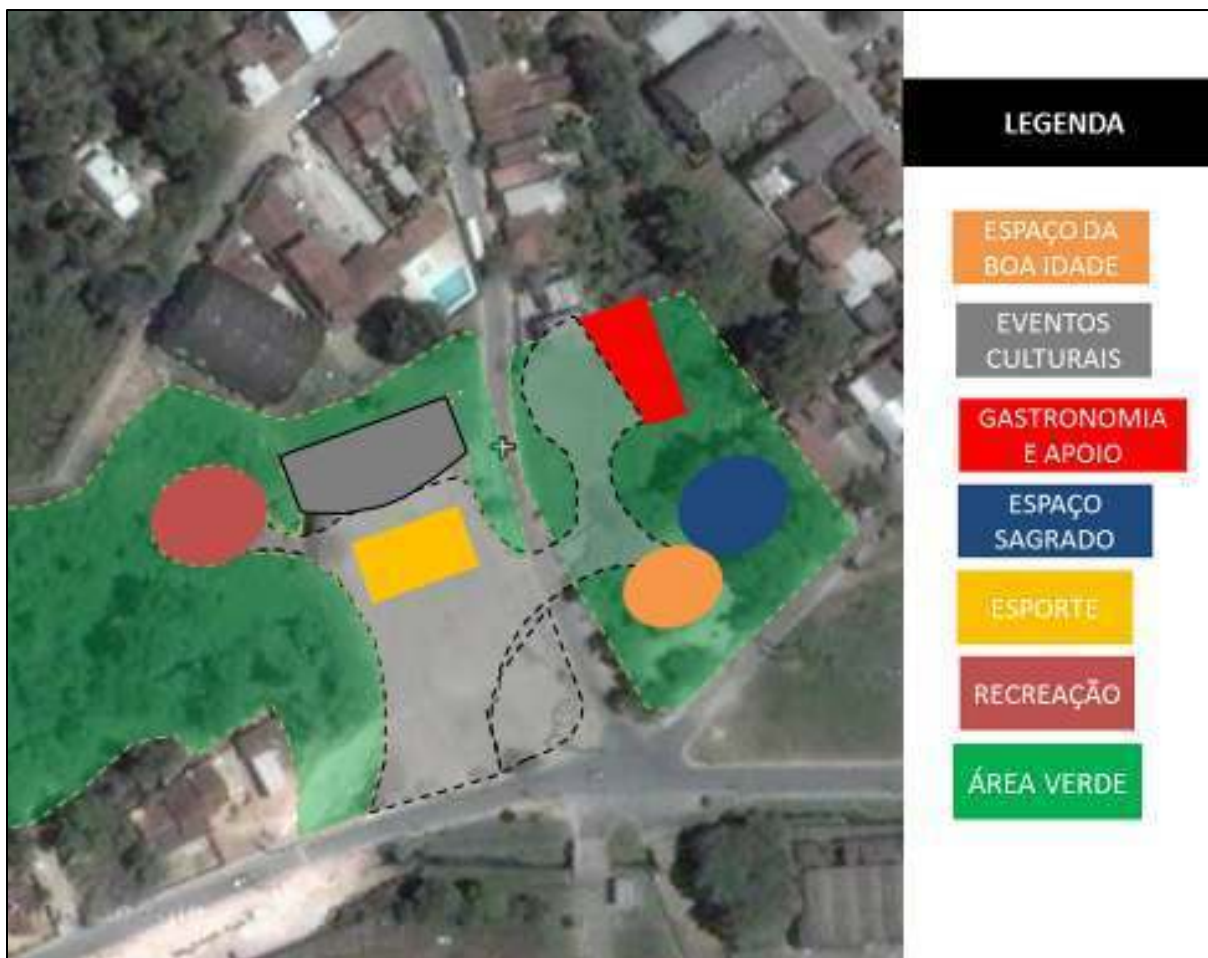 LEGENDA
ESPAÇO DA
BOA IDADE
EVENTOS
CULTURAIS
GASTRONOMIA
E APOIO
ESPAÇO
SAGRADO
ESPORTE
RECREAÇÃO
ÁREA VERDE